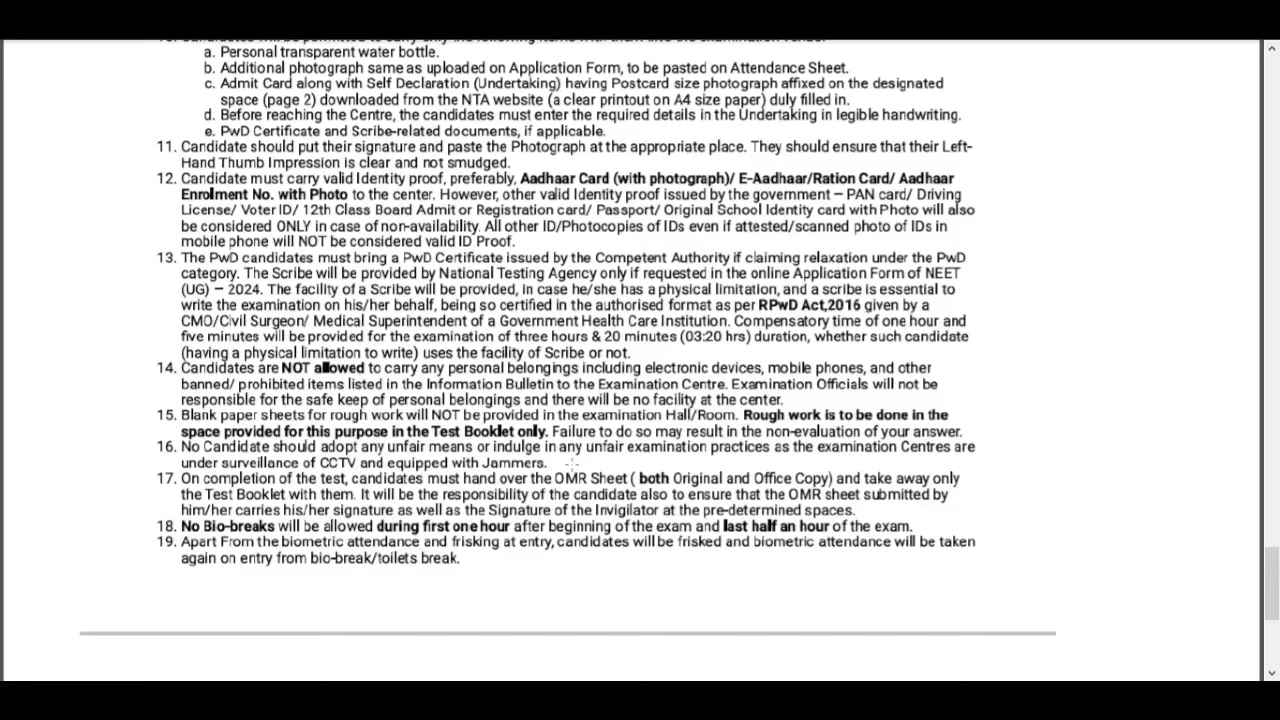 a. Personal transparent water bottle.
b. Additional photograph same as uploaded on Application Form, to be pasted on Attendance Sheet.
c. Admit Card along with Self Declaration (Undertaking) having Postcard size photograph affixed on the designated
space (page 2) downloaded from the NTA website (a clear printout on A4 size paper) duly filled in.
d. Before reaching the Centre, the candidates must enter the required details in the Undertaking in legible handwriting.
e. PwD Certificate and Scribe-related documents, if applicable.
11. Candidate should put their signature and paste the Photograph at the appropriate place. They should ensure that their Left-
Hand Thumb Impression is clear and not smudged.
12. Candidate must carry valid Identity proof, preferably, Aadhaar Card (with photograph)/ E-Aadhaar/Ration Card/ Aadhaar
Enrolment No. with Photo to the center. However, other valid Identity proof issued by the government – PAN card/ Driving
License/ Voter ID/ 12th Class Board Admit or Registration card/ Passport/ Original School Identity card with Photo will also
be considered ONLY in case of non-availability. All other ID/Photocopies of IDs even if attested/scanned photo of IDs in
mobile phone will NOT be considered valid ID Proof.
13. The PwD candidates must bring a PwD Certificate issued by the Competent Authority if claiming relaxation under the PwD
category. The Scribe will be provided by National Testing Agency only if requested in the online Application Form of NEET
(UG) – 2024. The facility of a Scribe will be provided, in case he/she has a physical limitation, and a scribe is essential to
write the examination on his/her behalf, being so certified in the authorised format as per RPwD Act,2016 given by a
CMO/Civil Surgeon/ Medical Superintendent of a Government Health Care Institution. Compensatory time of one hour and
five minutes will be provided for the examination of three hours & 20 minutes (03:20 hrs) duration, whether such candidate
(having a physical limitation to write) uses the facility of Scribe or not.
14. Candidates are NOT allowed to carry any personal belongings including electronic devices, mobile phones, and other
banned/ prohibited items listed in the Information Bulletin to the Examination Centre. Examination Officials will not be
responsible for the safe keep of personal belongings and there will be no facility at the center.
15. Blank paper sheets for rough work will NOT be provided in the examination Hall/Room. Rough work is to be done in the
space provided for this purpose in the Test Booklet only. Failure to do so may result in the non-evaluation of your answer.
16. No Candidate should adopt any unfair means or indulge in any unfair examination practices as the examination Centres are
under surveillance of CCTV and equipped with Jammers.
17. On completion of the test, candidates must hand over the OMR Sheet ( both Original and Office Copy) and take away only
the Test Booklet with them. It will be the responsibility of the candidate also to ensure that the OMR sheet submitted by
him/her carries his/her signature as well as the Signature of the Invigilator at the pre-determined spaces.
18. No Bio-breaks will be allowed during first one hour after beginning of the exam and last half an hour of the exam.
19. Apart From the biometric attendance and frisking at entry, candidates will be frisked and biometric attendance will be taken
again on entry from bio-break/toilets break.